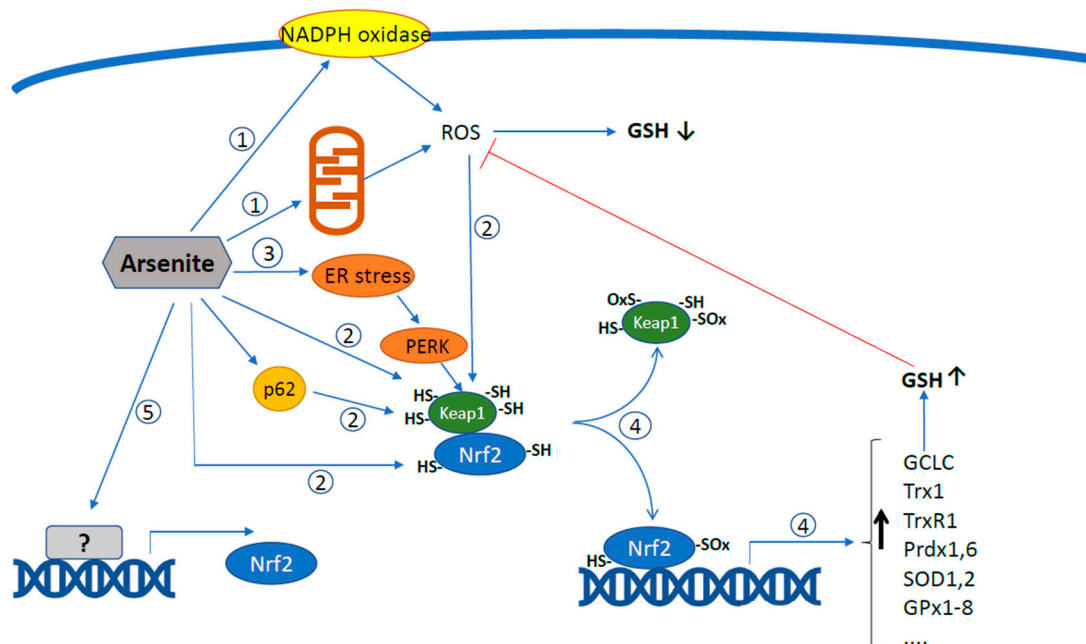 NADPH oxidase
①
ROS
GSH ↓
①
②
Arsenite
③
ER stress
OxS-
-SH
Keap1
-SOx
HS-
②
PERK
GSH ↑
p62
②
HS-
-SH
Keap1
-SH
HS-
⑤
④
Nrf2
-SH
HS-
②
GCLC
Trx1
④
TrxR1
Prdx1,6
SOD1,2
GPx1-8
....
?
Nrf2
Nrf2
-SOx
HS-